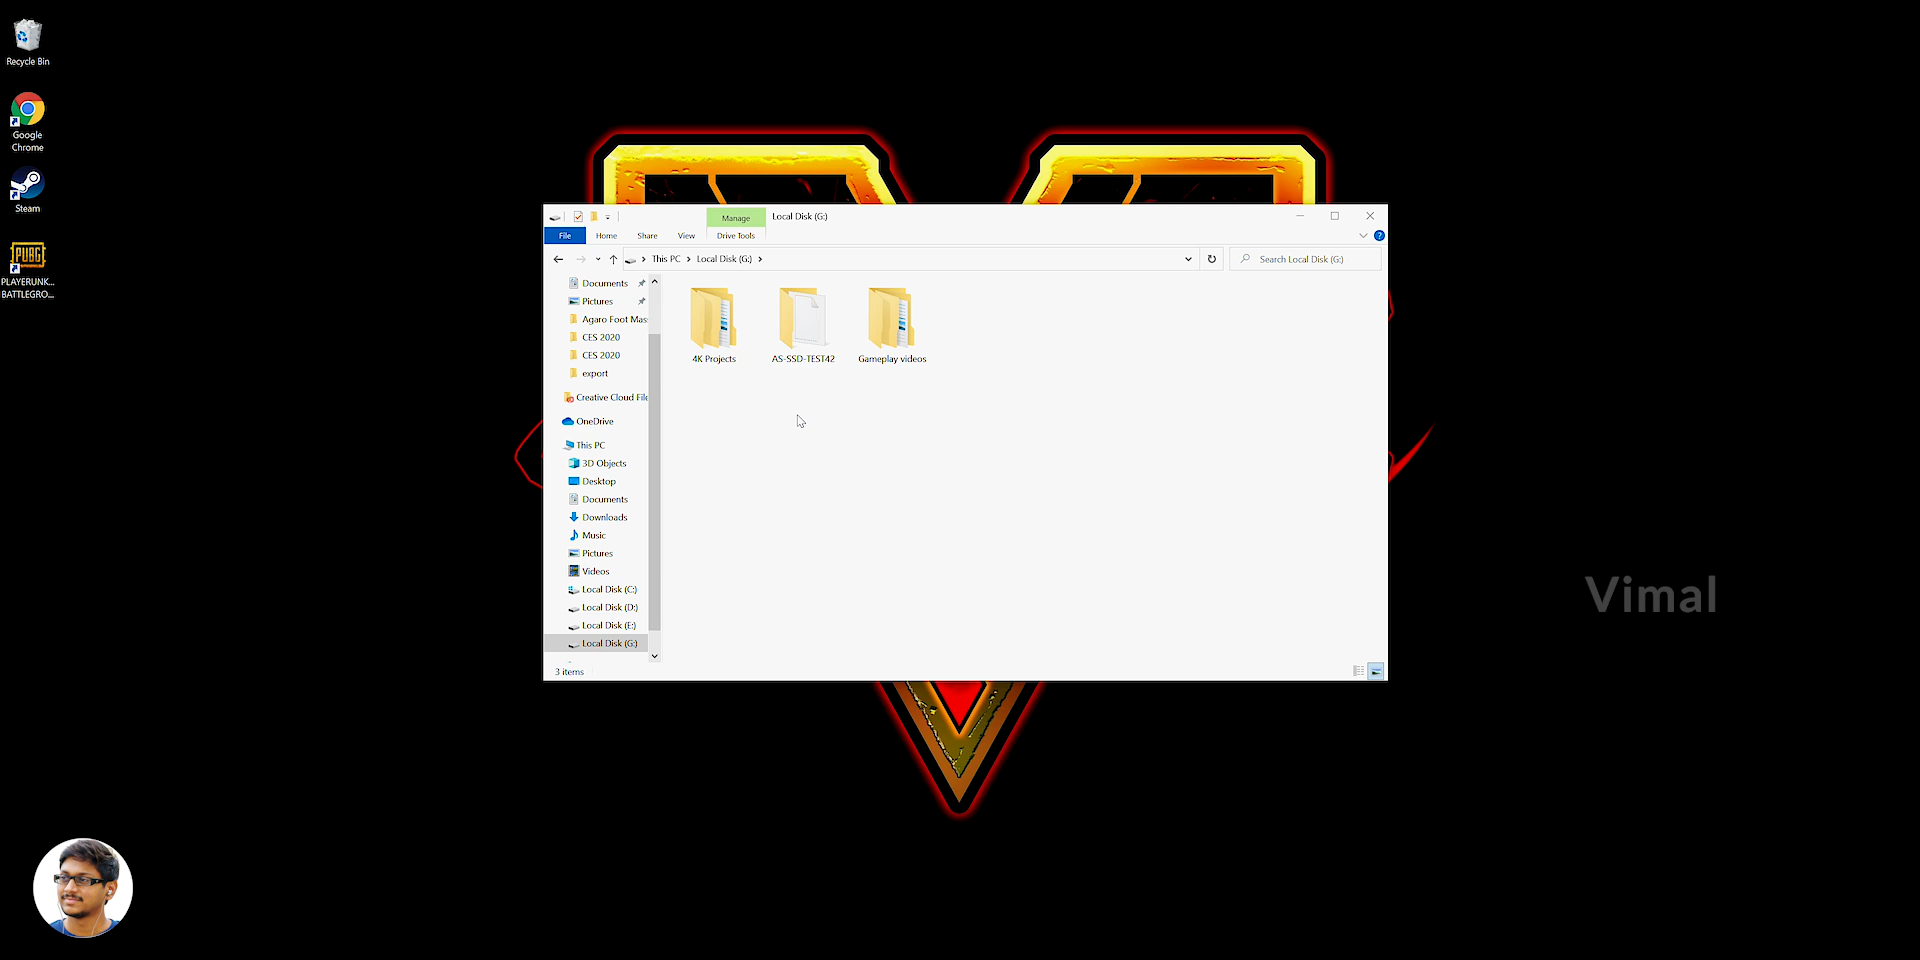 Recycle Bin
Google
Chrome
Steam
PUBG
PLAYERUNK...
BATTLEGRO...
Manage
Local Disk (G:)
File
Home
Share
View
Drive Tools
This PC
Local Disk (G:)
Search Local Disk (G:)
Documents
Pictures
Agaro Foot Mas
CES 2020
CES 2020
export
Creative Cloud File
OneDrive
This PC
3D Objects
Desktop
Documents
Downloads
Music
Pictures
Videos
Local Disk (C:)
Local Disk (D:)
Local Disk (E:)
Local Disk (G:)
4K Projects
AS-SSD-TEST42
Gameplay videos
3 items
Vimal